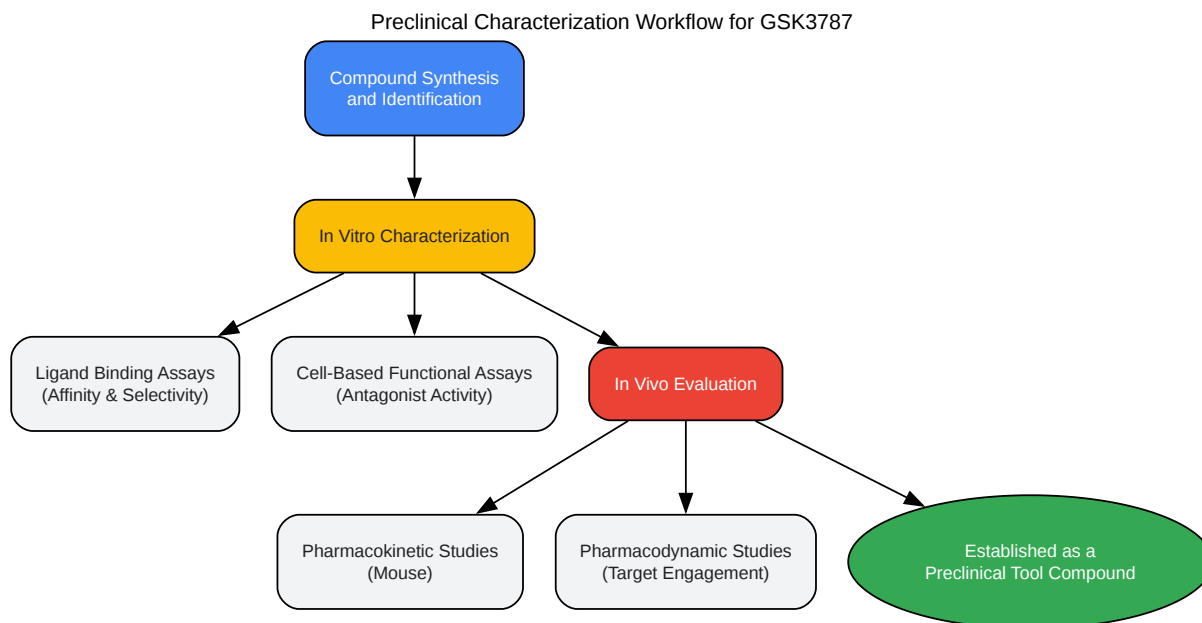 Preclinical Characterization Workflow for GSK3787
Compound Synthesis
and Identification
In Vitro Characterization
Ligand Binding Assays
(Affinity & Selectivity)
Cell-Based Functional Assays
(Antagonist Activity)
In Vivo Evaluation
Pharmacokinetic Studies
(Mouse)
Pharmacodynamic Studies
(Target Engagement)
Established as a
Preclinical Tool Compound